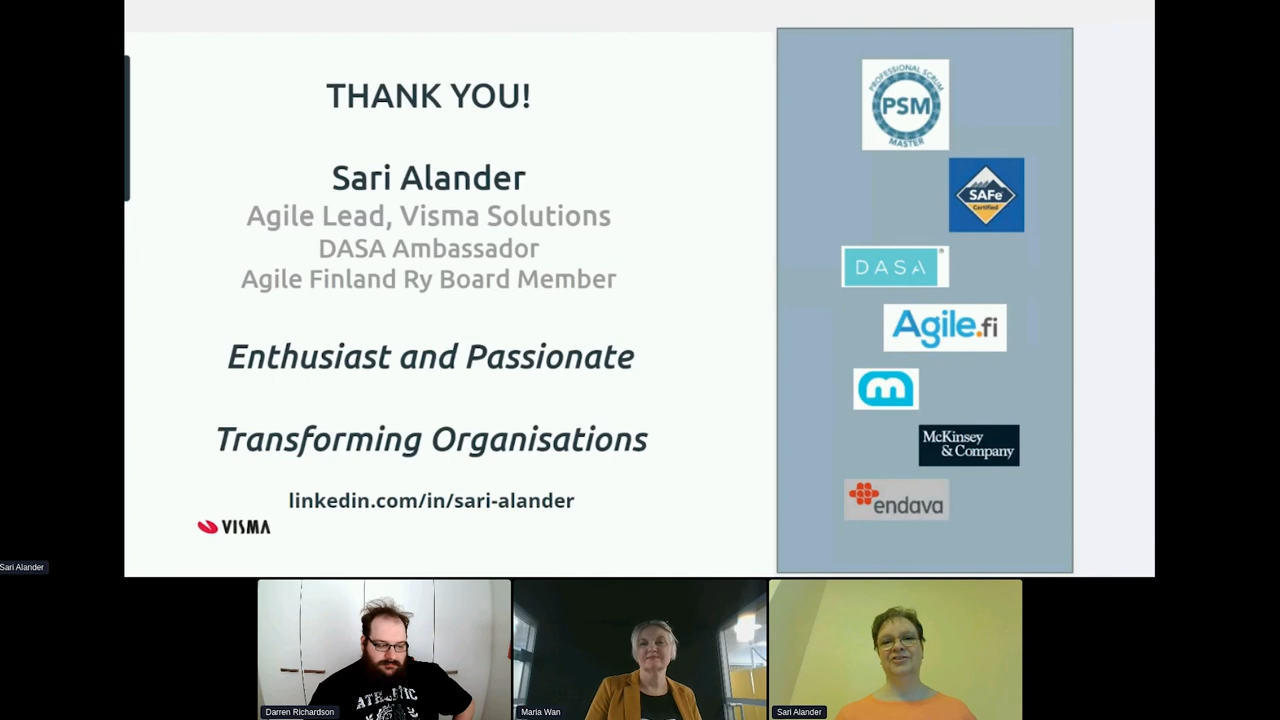 THANK YOU!
Sari Alander
Agile Lead, Visma Solutions
DASA Ambassador
Agile Finland Ry Board Member
Enthusiast and Passionate
Transforming Organisations
linkedin.com/in/sari-alander
VISMA
PROFESSIONAL SCRUM
PSM
MASTER
SAFe
Certified
DASA
Agile.fi
m
McKinsey
& Company
endava
Sari Alander
ATHLETIC
Darren Richardson
Maria Wan
Sari Alander